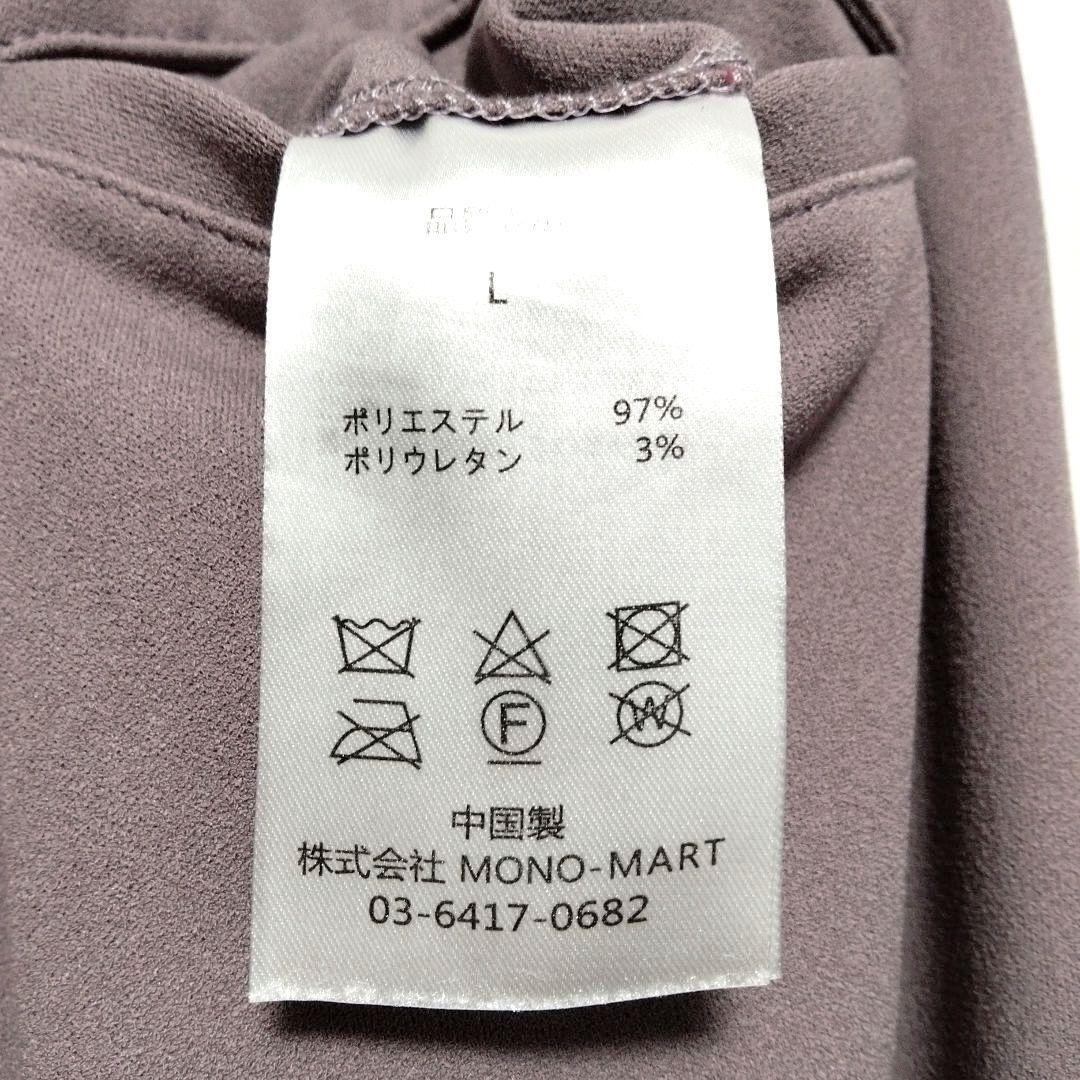 L
ポリエステル 97%
ポリウレタン 3%
F
W
中国製
株式会社 MONO-MART
03-6417-0682